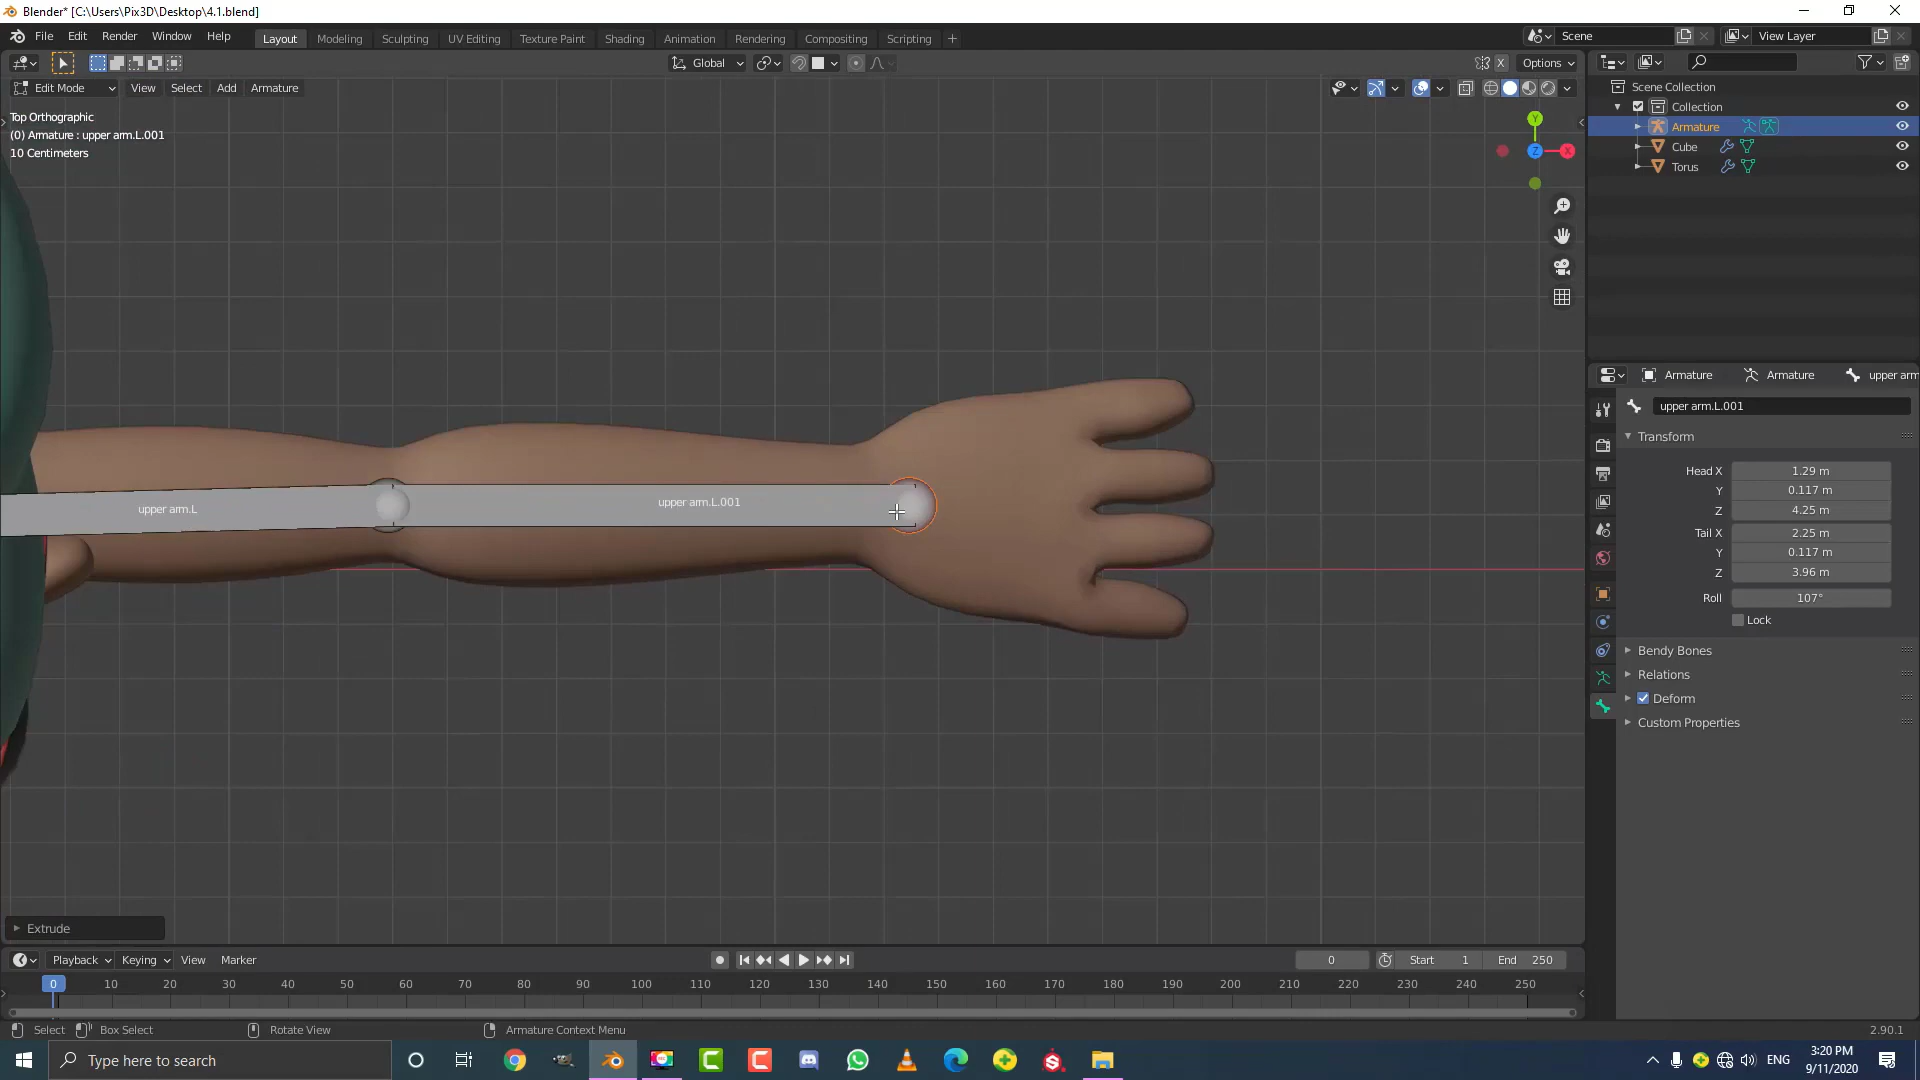 Blender* [C:\Users\Pix3D\Desktop\4.1.blend]
File Edit Render Window Help
Layout Modeling Sculpting UV Editing Texture Paint Shading Animation Rendering Compositing Scripting
Scene
View Layer
Global
X
Options
Edit Mode View Select Add Armature
Top Orthographic
(0) Armature : upper arm.L.001
10 Centimeters
Y
Z
X
upper arm.L
upper arm.L.001
Extrude
Scene Collection
Collection
Armature
Cube
Torus
Armature Armature upper arm
upper arm.L.001
Transform
Head X 1.29 m
Y 0.117 m
Z 4.25 m
Tail X 2.25 m
Y 0.117 m
Z 3.96 m
Roll 107°
Lock
Bendy Bones
Relations
Deform
Custom Properties
Playback Keying View Marker
0 Start 1 End 250
0 10 20 30 40 50 60 70 80 90 100 110 120 130 140 150 160 170 180 190 200 210 220 230 240 250
Select Box Select Rotate View Armature Context Menu
2.90.1
Type here to search
ENG
3:20 PM
9/11/2020